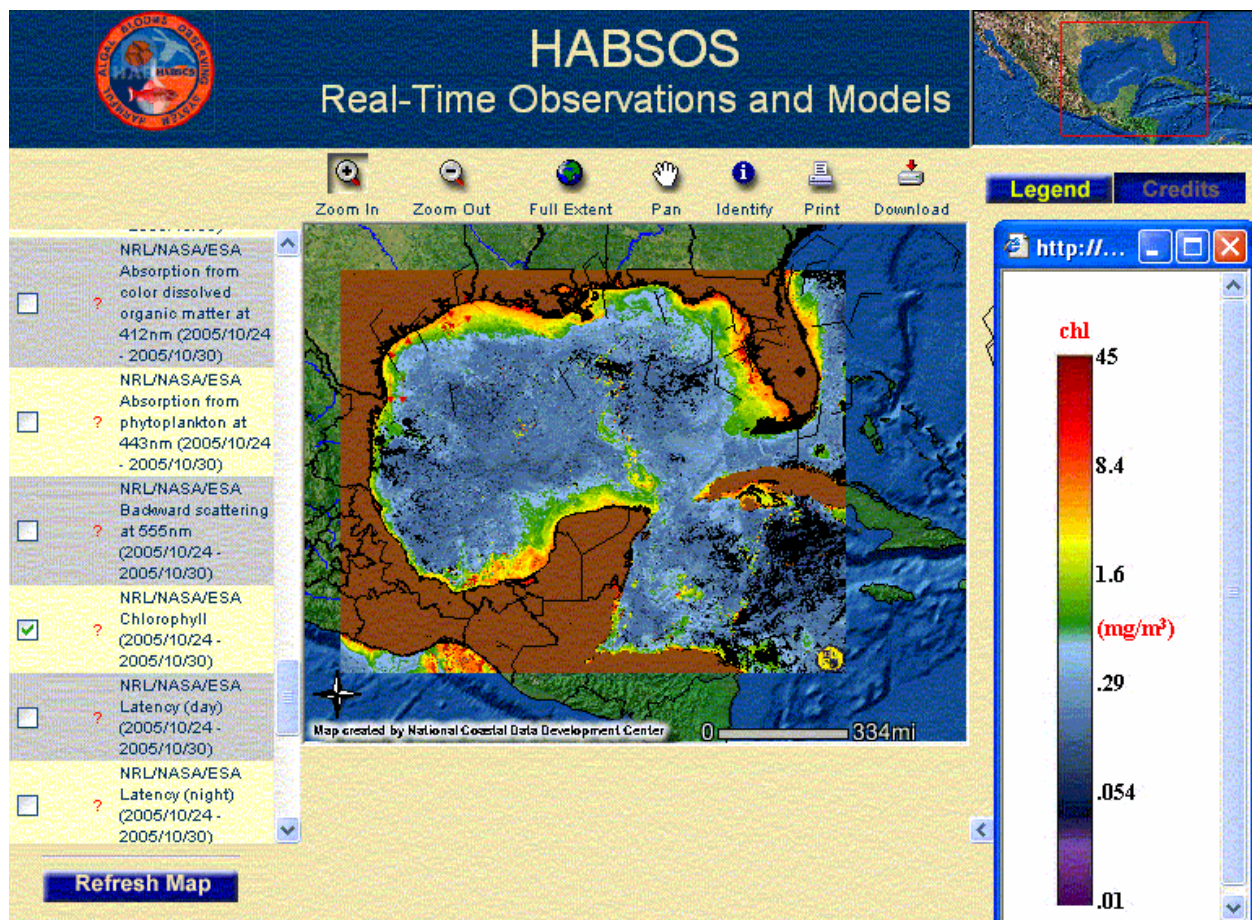 HARMFUL ALGAL BLOOMS OBSERVING SYSTEM
HABSOS
HABSOS
Real-Time Observations and Models
Zoom In
Zoom Out
Full Extent
Pan
Identify
Print
Download
Legend
Credits
NRL/NASA/ESA
Absorption from
color dissolved
organic matter at
412nm (2005/10/24
- 2005/10/30)
?
NRL/NASA/ESA
Absorption from
phytoplankton at
443nm (2005/10/24
- 2005/10/30)
?
NRL/NASA/ESA
Backward scattering
at 555nm
(2005/10/24 -
2005/10/30)
?
NRL/NASA/ESA
Chlorophyll
(2005/10/24 -
2005/10/30)
?
NRL/NASA/ESA
Latency (day)
(2005/10/24 -
2005/10/30)
?
NRL/NASA/ESA
Latency (night)
(2005/10/24 -
2005/10/30)
?
Refresh Map
Map created by National Coastal Data Development Center
0 334mi
http://...
chl
45
8.4
1.6
(mg/m³)
.29
.054
.01